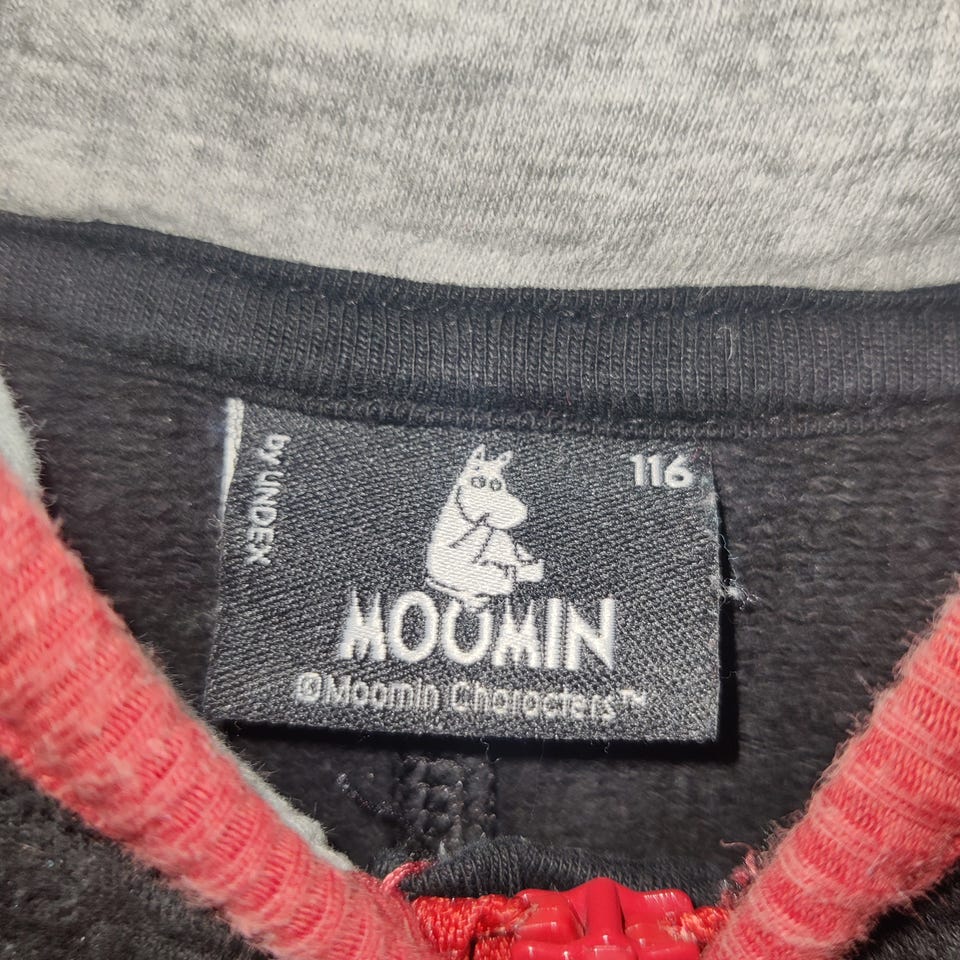 by UNDEX
116
MOOMIN
©Moomin Characters™